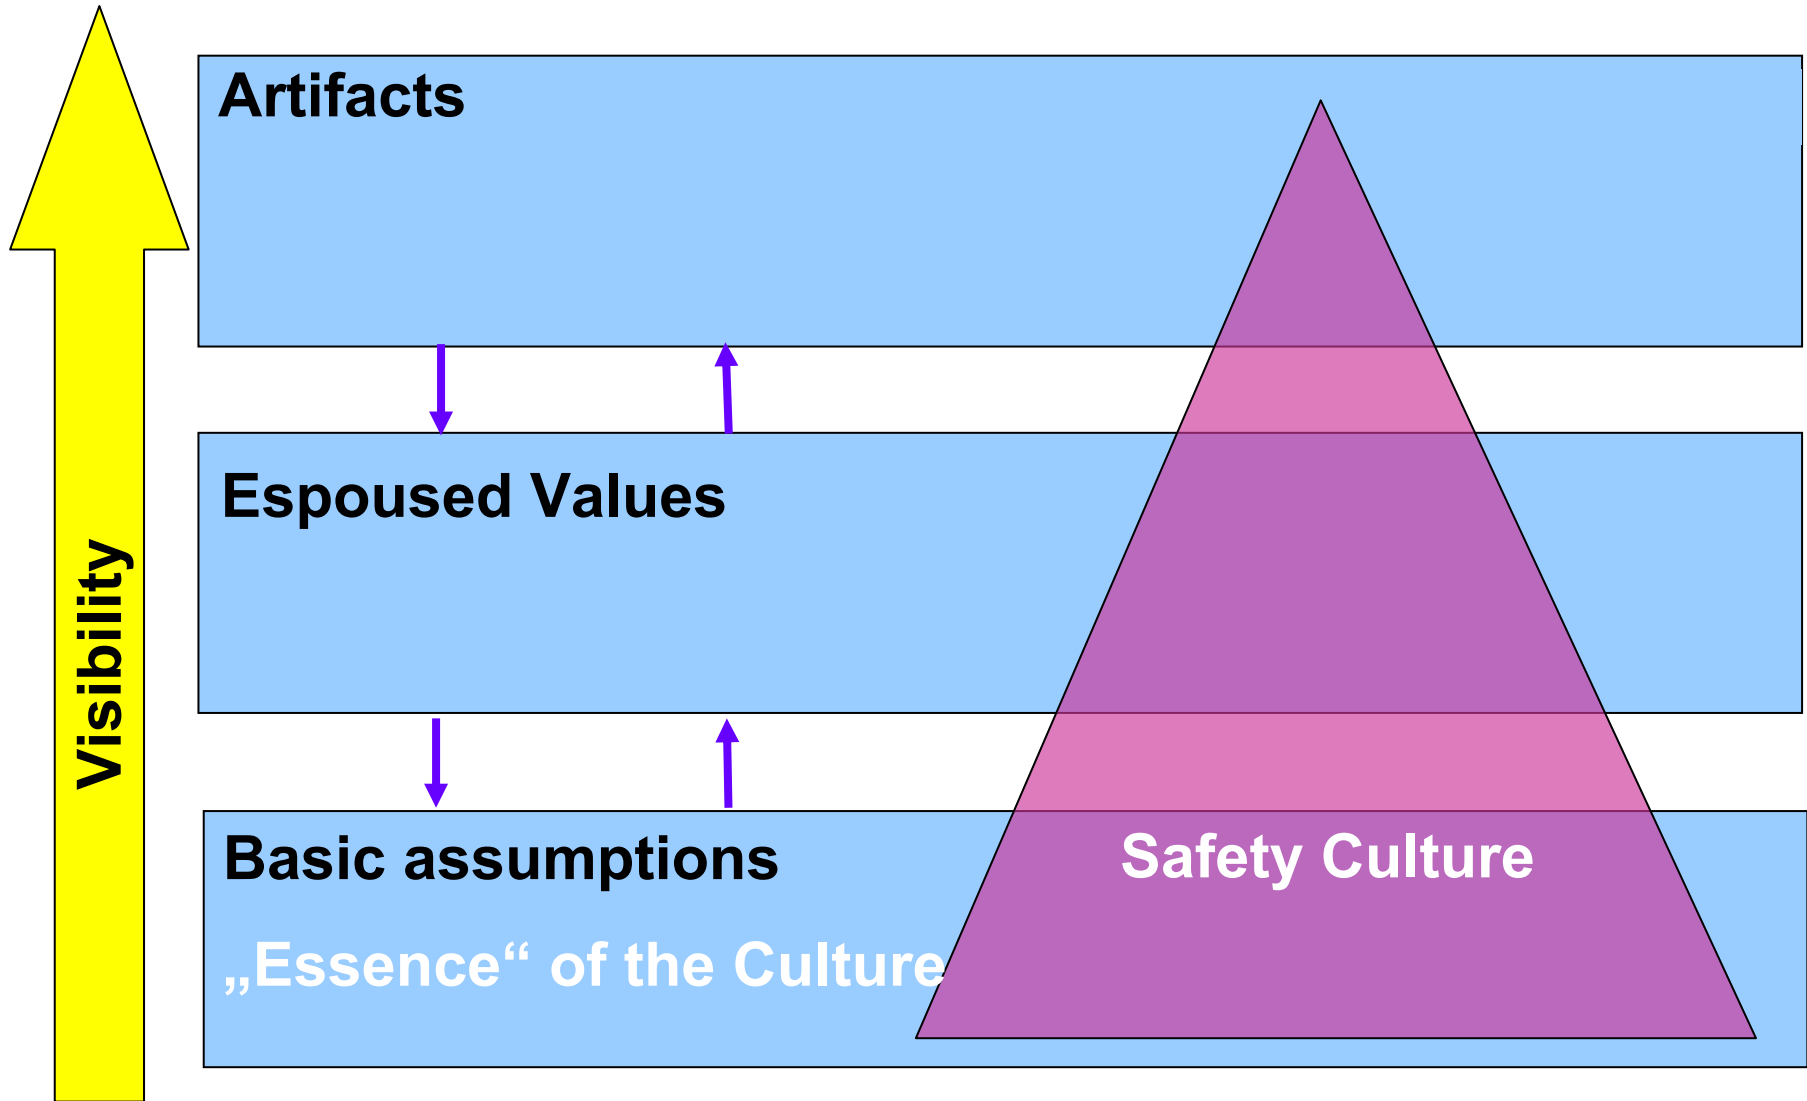 Artifacts
Espoused Values
Visibility
Basic assumptions
Safety Culture
„Essence“ of the Culture